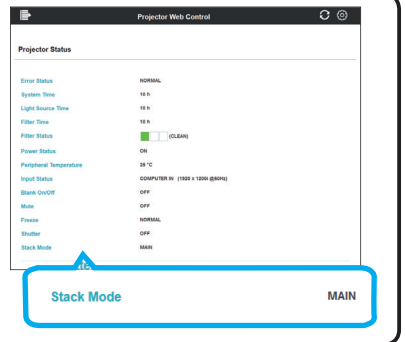 Projector Web Control
Projector Status
Error Status NORMAL
System Time 10 h
Light Source Time 10 h
Filter Time 10 h
Filter Status (CLEAN)
Power Status ON
Peripheral Temperature 28 °C
Input Status COMPUTER IN (1920 x 1200i @60Hz)
Blank On/Off OFF
Mute OFF
Freeze NORMAL
Shutter OFF
Stack Mode MAIN
Stack Mode MAIN